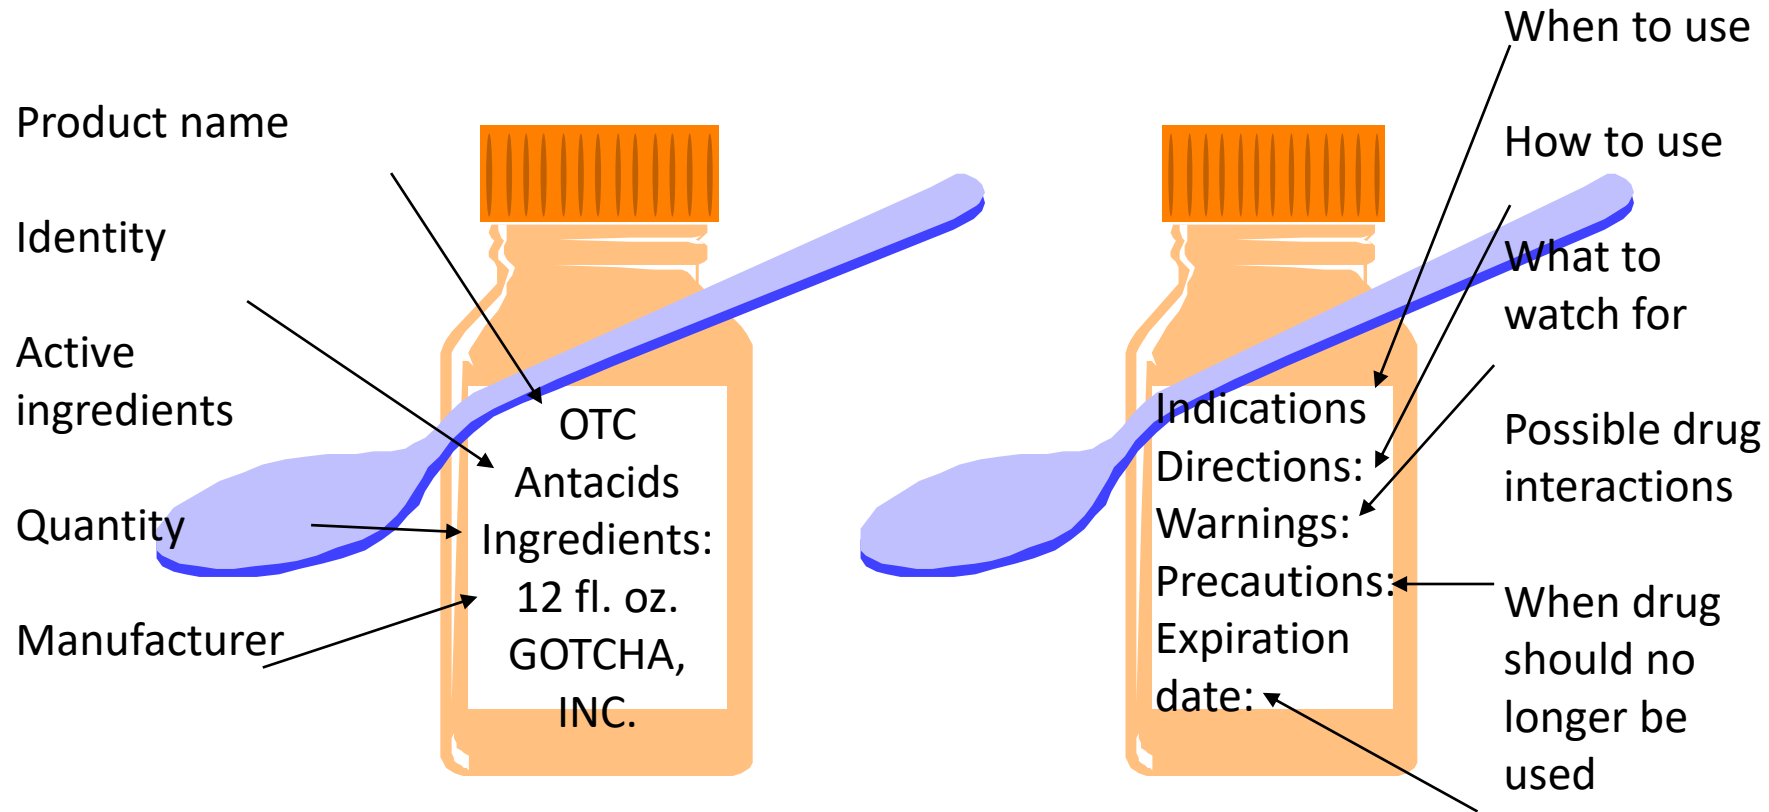 Product name
Identity
Active
ingredients
Quantity
Manufacturer
OTC
Antacids
Ingredients:
12 fl. oz.
GOTCHA,
INC.
Indications
Directions:
Warnings:
Precautions:
Expiration
date:
When to use
How to use
What to
watch for
Possible drug
interactions
When drug
should no
longer be
used